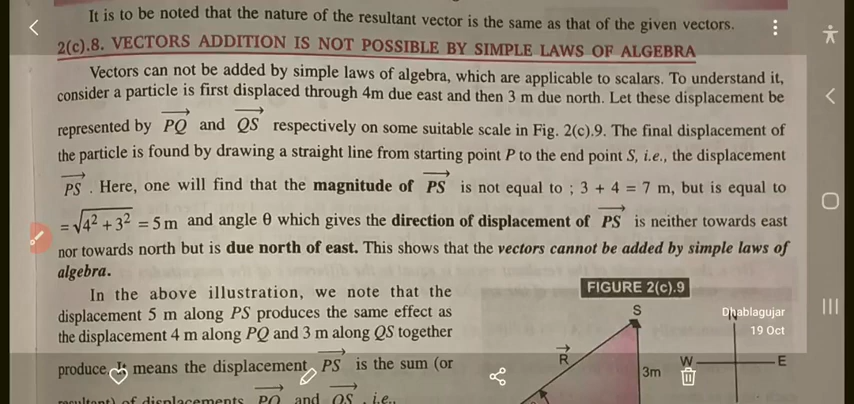 It is to be noted that the nature of the resultant vector is the same as that of the given vectors.
2(c).8. VECTORS ADDITION IS NOT POSSIBLE BY SIMPLE LAWS OF ALGEBRA
Vectors can not be added by simple laws of algebra, which are applicable to scalars. To understand it,
consider a particle is first displaced through 4m due east and then 3 m due north. Let these displacement be
represented by PQ and QS respectively on some suitable scale in Fig. 2(c).9. The final displacement of
the particle is found by drawing a straight line from starting point P to the end point S, i.e., the displacement
PS . Here, one will find that the magnitude of PS is not equal to ; 3 + 4 = 7 m, but is equal to
= √4² + 3² = 5 m and angle θ which gives the direction of displacement of PS is neither towards east
nor towards north but is due north of east. This shows that the vectors cannot be added by simple laws of
algebra.
In the above illustration, we note that the
displacement 5 m along PS produces the same effect as
the displacement 4 m along PQ and 3 m along QS together
produce. It means the displacement PS is the sum (or
resultant) of displacements PQ and QS , i.e.,
FIGURE 2(c).9
S
R
3m
N
W
E
Dhablagujar
19 Oct